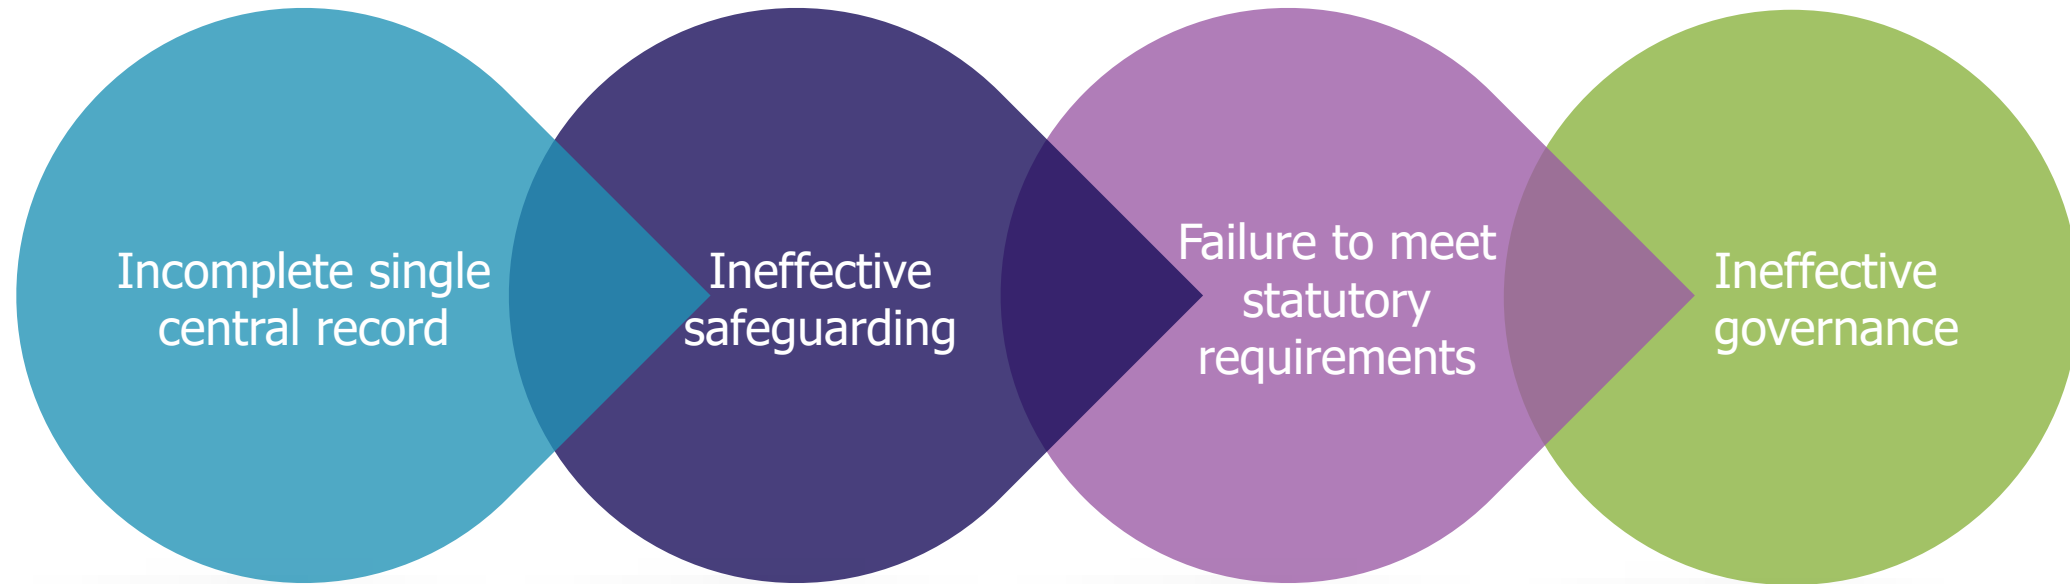 Incomplete single
central record
Ineffective
safeguarding
Failure to meet
statutory
requirements
Ineffective
governance